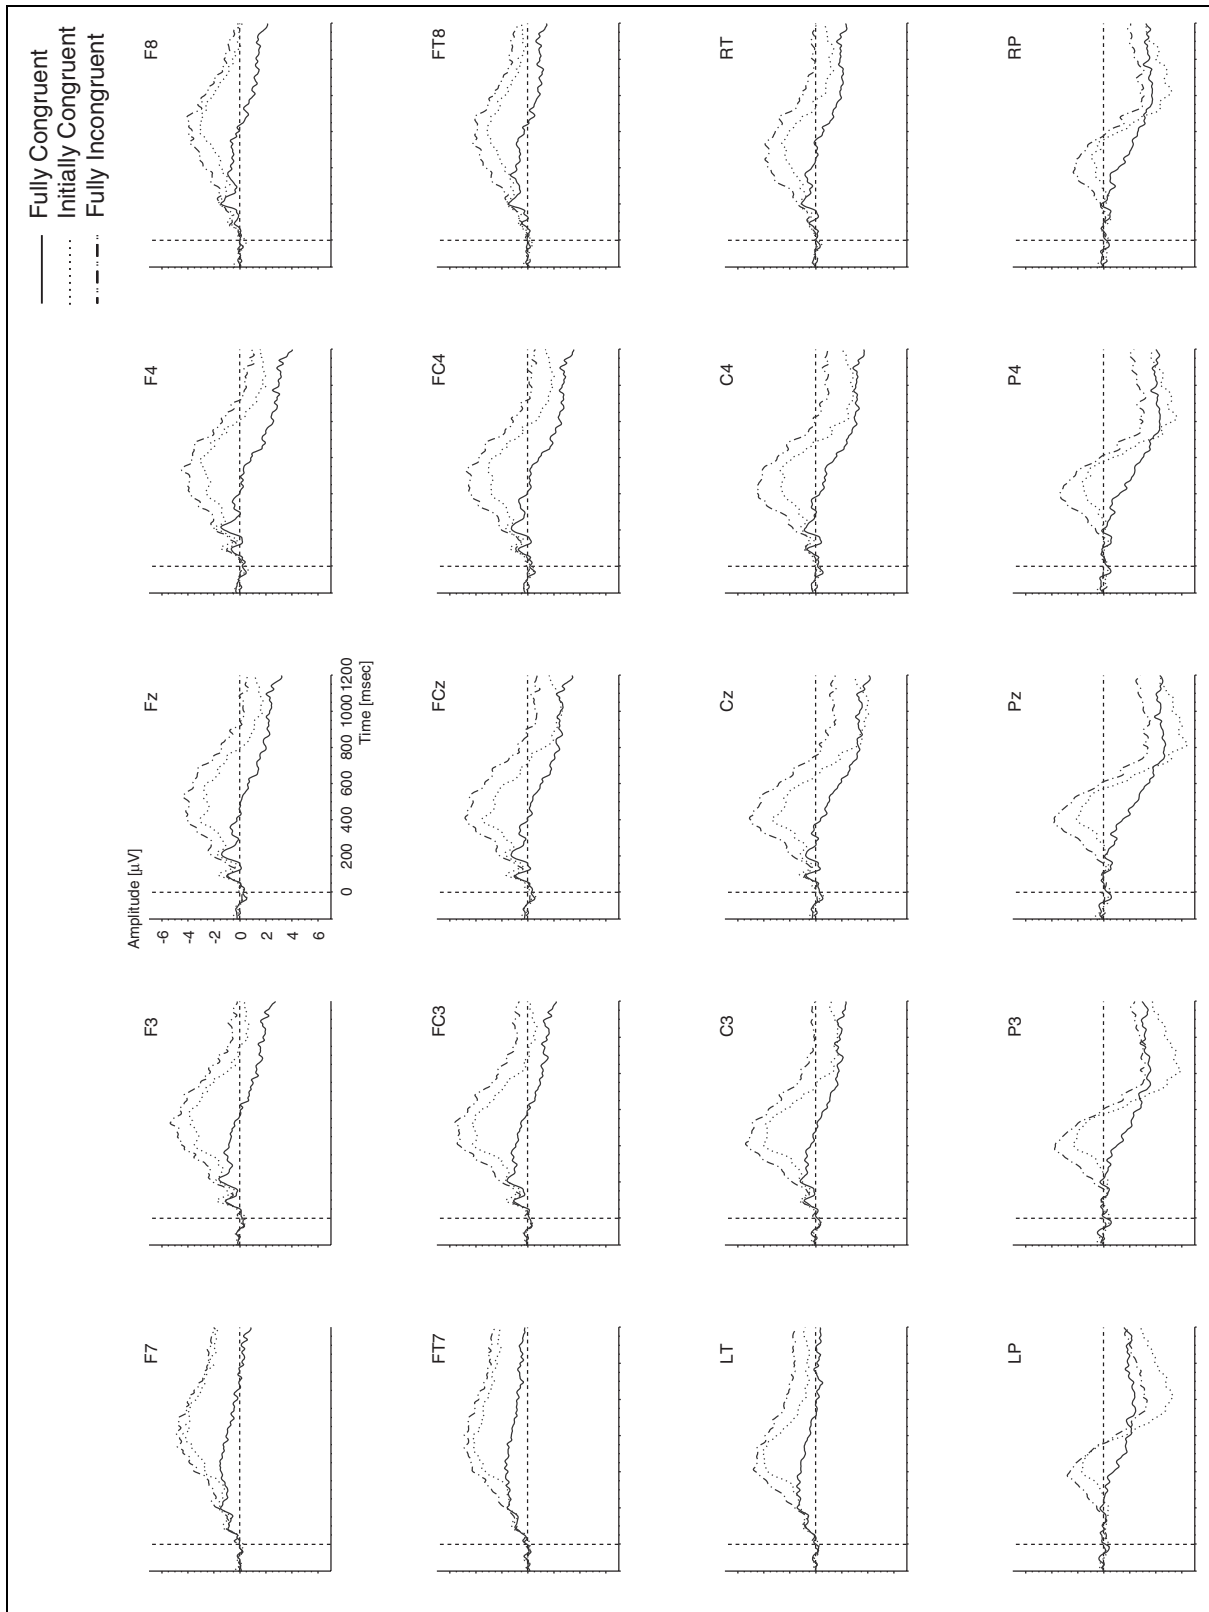 Fully Congruent
Initially Congruent
Fully Incongruent
F7
F3
Fz
F4
F8
Amplitude [µV]
-6
-4
-2
0
2
4
6
0 200 400 600 800 1000 1200
Time [msec]
FT7
FC3
FCz
FC4
FT8
LT
C3
Cz
C4
RT
LP
P3
Pz
P4
RP